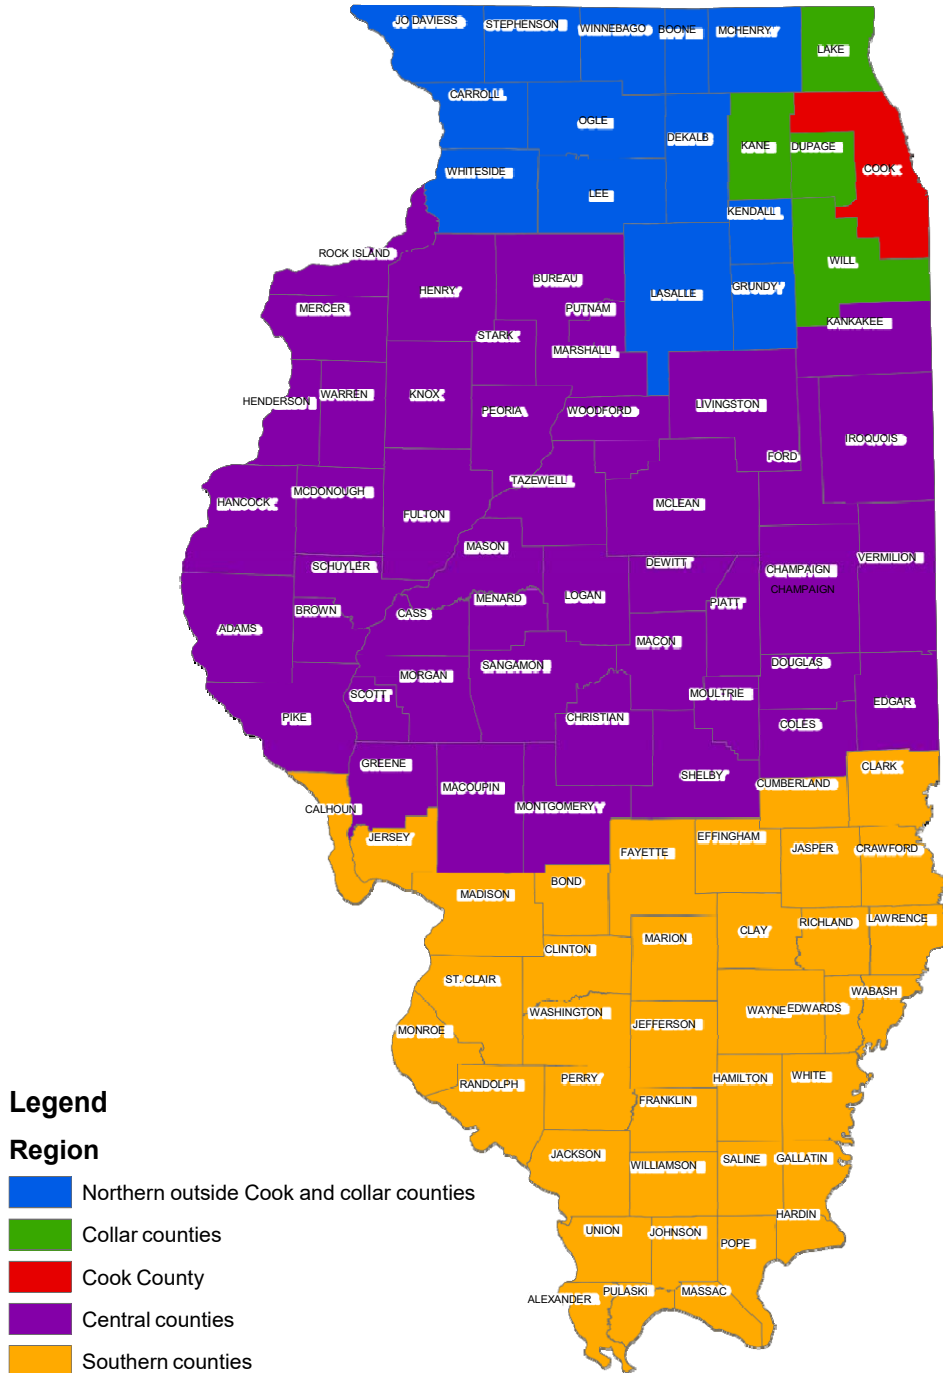 JO DAVIESS
STEPHENSON
WINNEBAGO
BOONE
MCHENRY
LAKE
CARROLL
OGLE
DEKALB
KANE
DUPAGE
COOK
WHITESIDE
LEE
KENDALL
ROCK ISLAND
WILL
HENRY
BUREAU
LASALLE
GRUNDY
MERCER
PUTNAM
KANKAKEE
STARK
MARSHALL
HENDERSON
WARREN
KNOX
PEORIA
WOODFORD
LIVINGSTON
IROQUOIS
FORD
HANCOCK
MCDONOUGH
TAZEWELL
MCLEAN
FULTON
MASON
VERMILION
SCHUYLER
DEWITT
CHAMPAIGN
CHAMPAIGN
BROWN
CASS
MENARD
LOGAN
PIATT
ADAMS
MACON
MORGAN
SANGAMON
DOUGLAS
SCOTT
MOULTRIE
EDGAR
PIKE
CHRISTIAN
COLES
GREENE
MACOUPIN
SHELBY
CLARK
CALHOUN
MONTGOMERY
CUMBERLAND
JERSEY
FAYETTE
EFFINGHAM
JASPER
CRAWFORD
MADISON
BOND
RICHLAND
LAWRENCE
CLINTON
MARION
CLAY
ST. CLAIR
WABASH
MONROE
WASHINGTON
JEFFERSON
WAYNE
EDWARDS
RANDOLPH
PERRY
HAMILTON
WHITE
FRANKLIN
JACKSON
WILLIAMSON
SALINE
GALLATIN
UNION
JOHNSON
POPE
HARDIN
ALEXANDER
PULASKI
MASSAC
Legend
Region
Northern outside Cook and collar counties
Collar counties
Cook County
Central counties
Southern counties